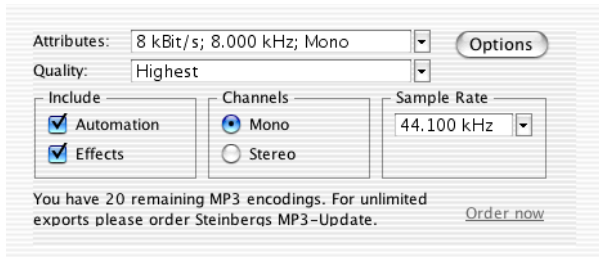 Attributes: 8 kBit/s; 8.000 kHz; Mono Options
Quality: Highest
Include Channels Sample Rate
Automation Mono 44.100 kHz
Effects Stereo
You have 20 remaining MP3 encodings. For unlimited
exports please order Steinbergs MP3-Update. Order now